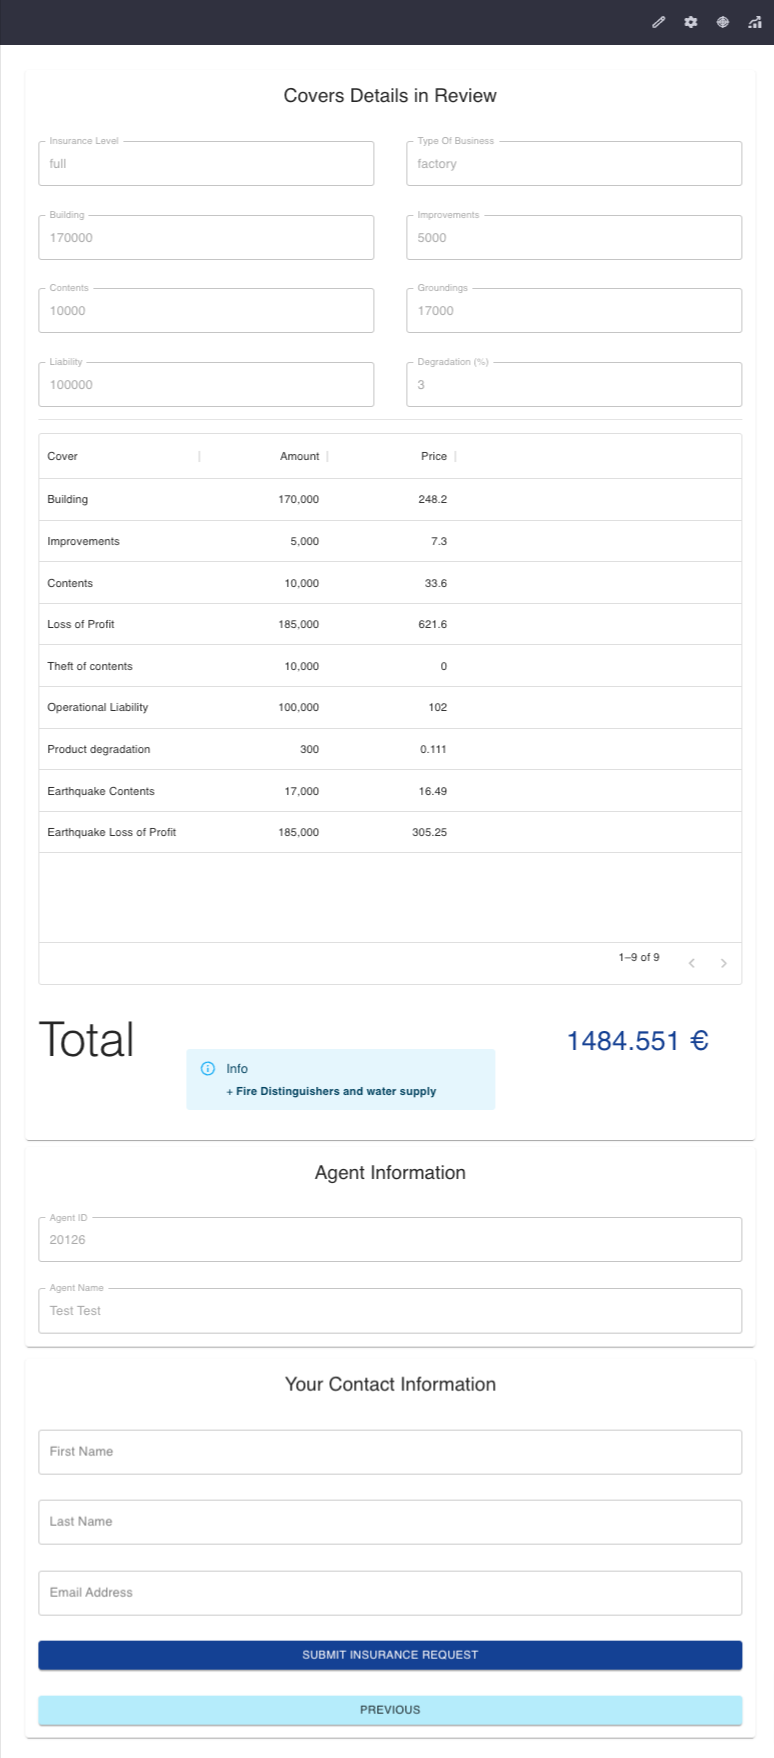 Covers Details in Review
Insurance Level
full
Type Of Business
factory
Building
170000
Improvements
5000
Contents
10000
Groundings
17000
Liability
100000
Degradation (%)
3
Cover Amount Price
Building 170,000 248.2
Improvements 5,000 7.3
Contents 10,000 33.6
Loss of Profit 185,000 621.6
Theft of contents 10,000 0
Operational Liability 100,000 102
Product degradation 300 0.111
Earthquake Contents 17,000 16.49
Earthquake Loss of Profit 185,000 305.25
1–9 of 9
Total
1484.551 €
Info
+ Fire Distinguishers and water supply
Agent Information
Agent ID
20126
Agent Name
Test Test
Your Contact Information
First Name
Last Name
Email Address
SUBMIT INSURANCE REQUEST
PREVIOUS